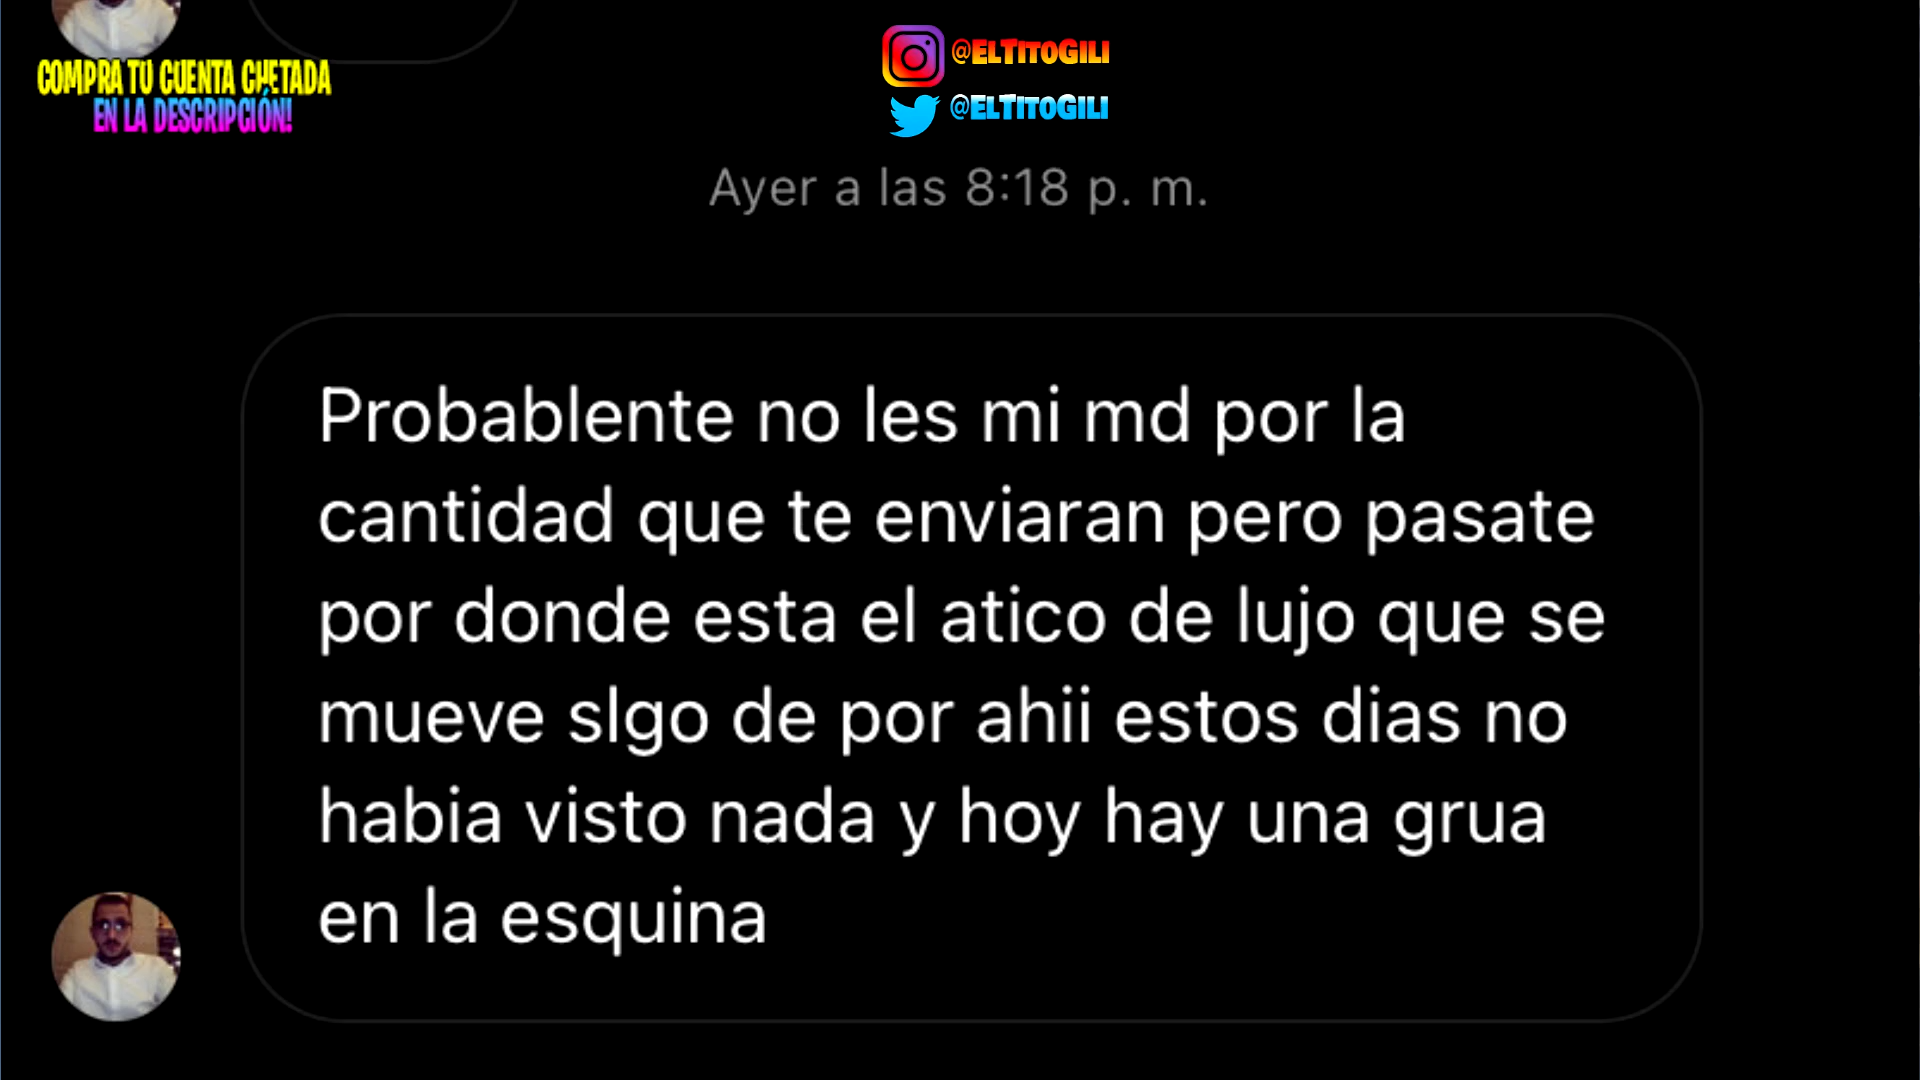 COMPRA TU CUENTA CHETADA
EN LA DESCRIPCIÓN!
@ELTITOGILI
@ELTITOGILI
Ayer a las 8:18 p. m.
Probablente no les mi md por la
cantidad que te enviaran pero pasate
por donde esta el atico de lujo que se
mueve slgo de por ahii estos dias no
habia visto nada y hoy hay una grua
en la esquina